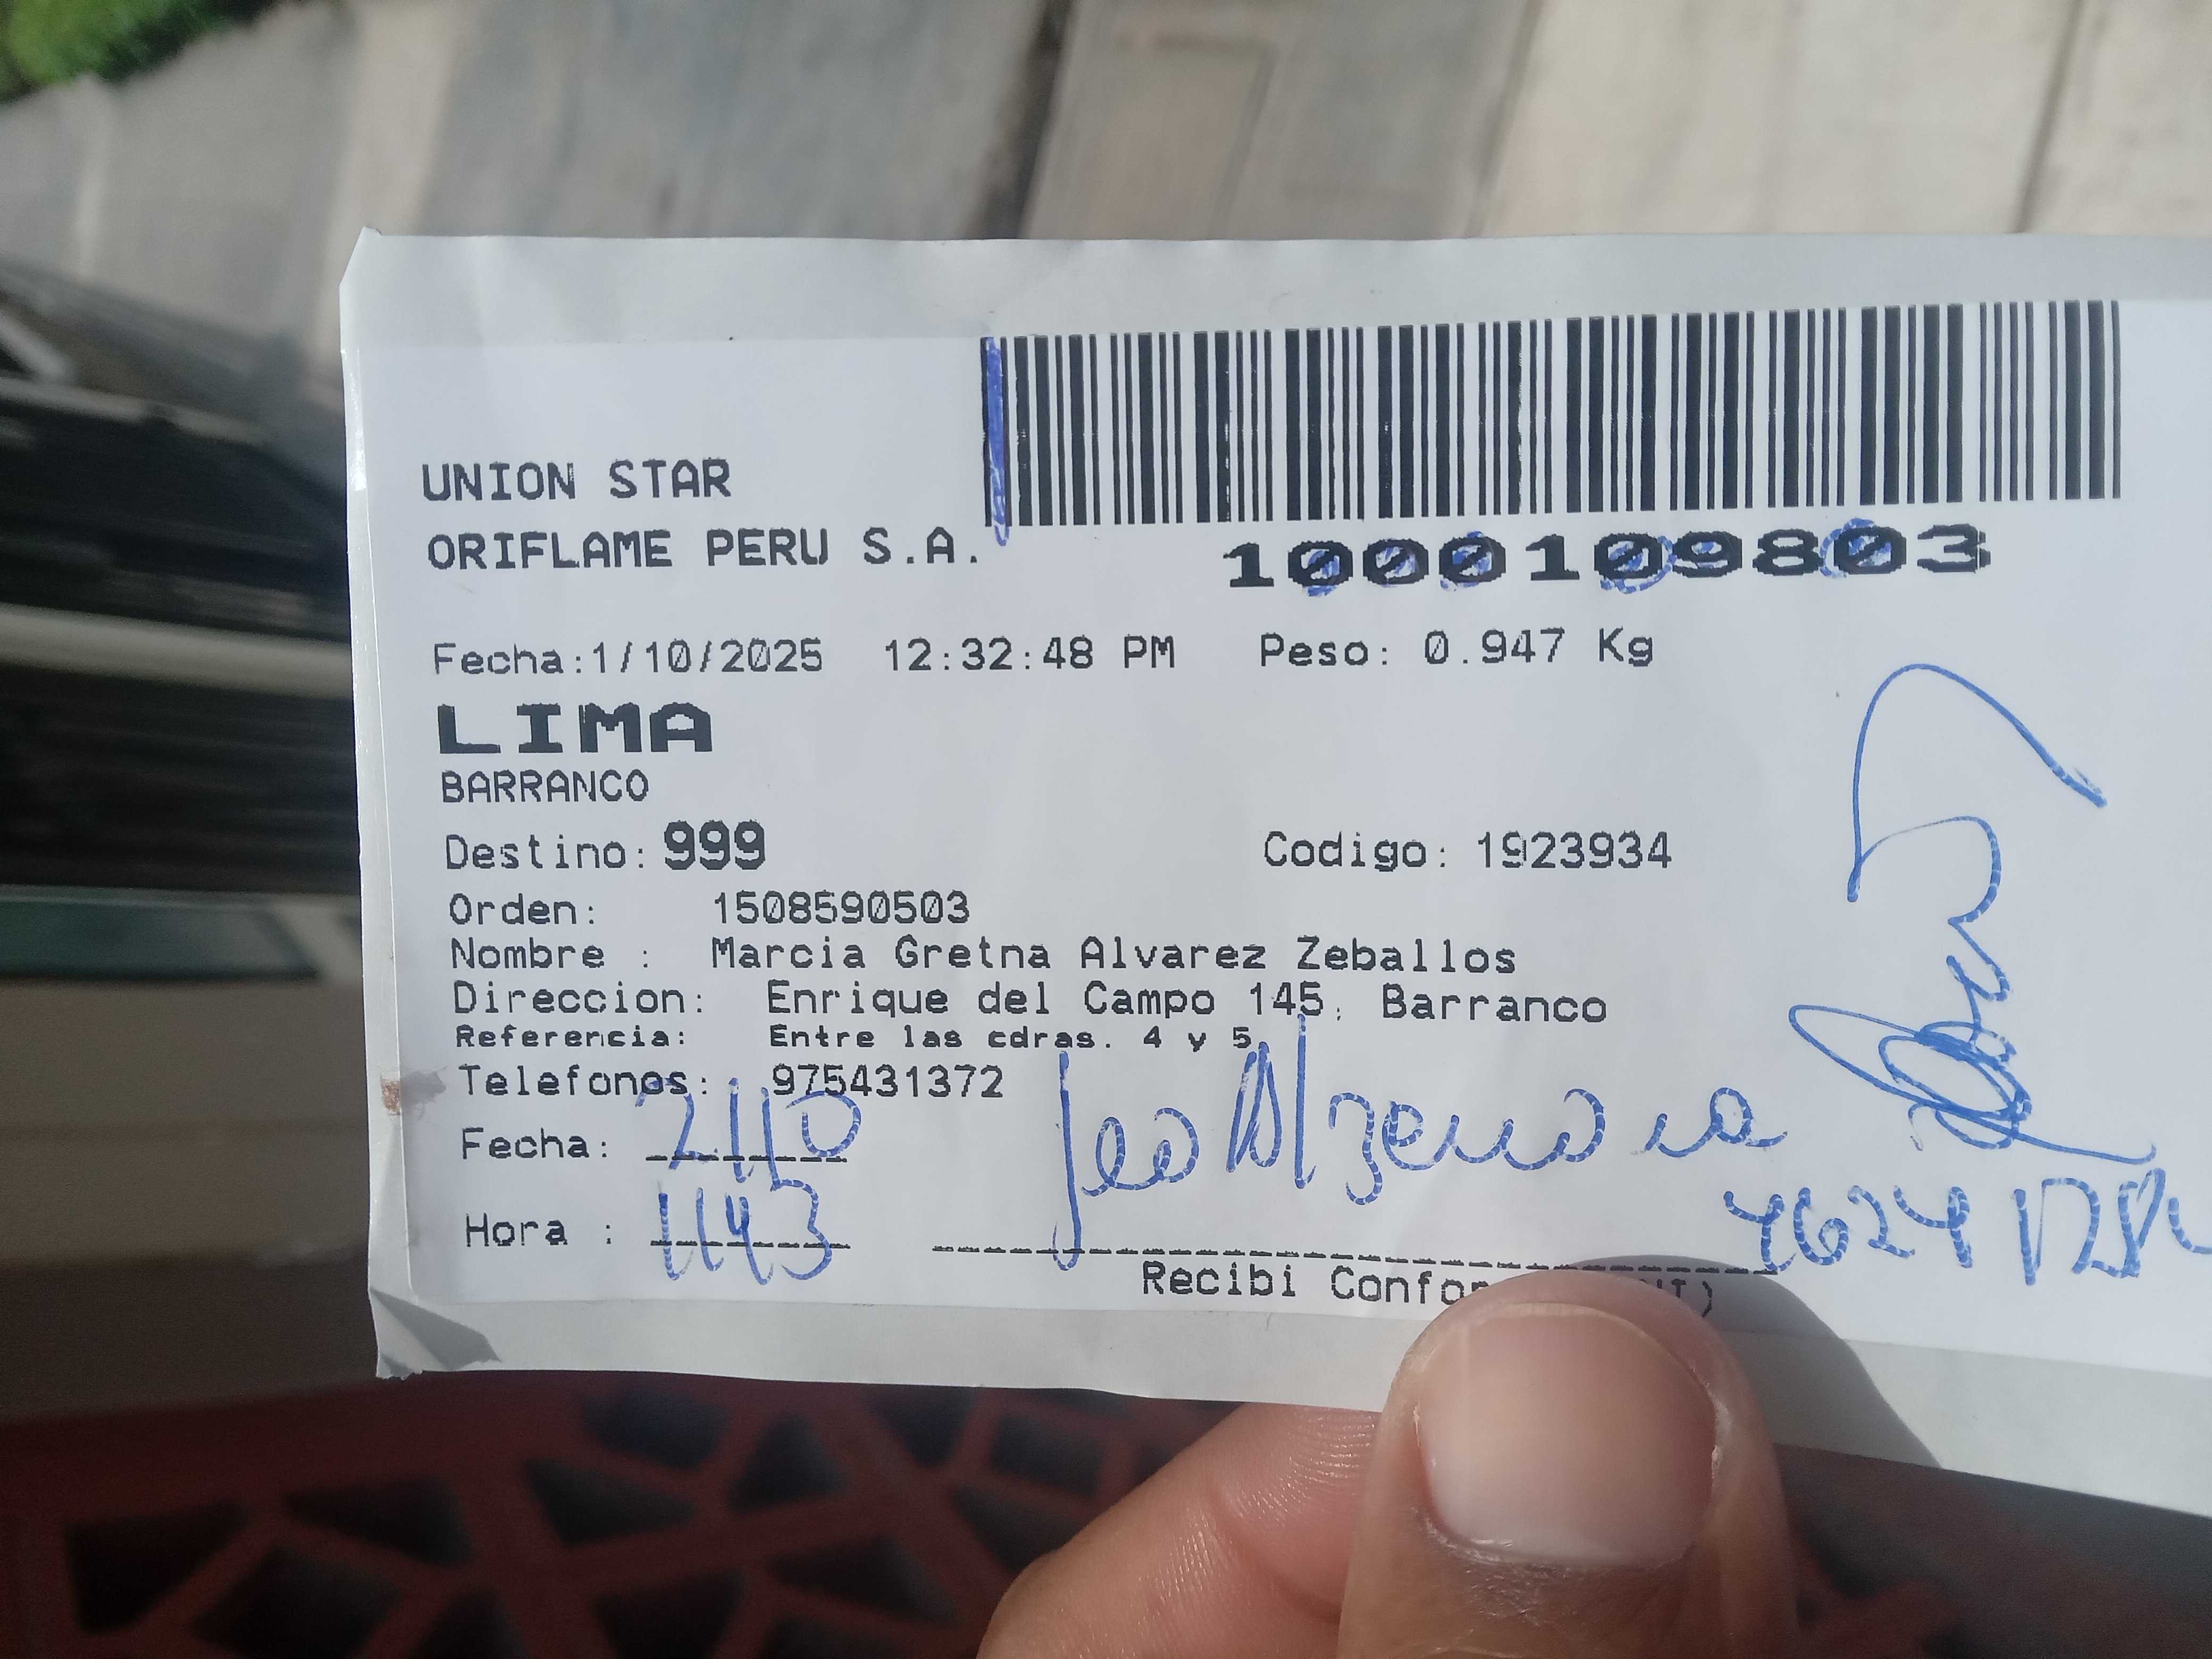 UNION STAR
ORIFLAME PERU S.A.
1000109803
Fecha:1/10/2025 12:32:48 PM Peso: 0.947 Kg
LIMA
BARRANCO
Destino: 999 Codigo: 1923934
Orden: 1508590503
Nombre : Marcia Gretna Alvarez Zeballos
Direccion: Enrique del Campo 145, Barranco
Referencia: Entre las cdras. 4 y 5
Telefonos: 975431372
Fecha: 2/10
Hora : 1143
Recibi